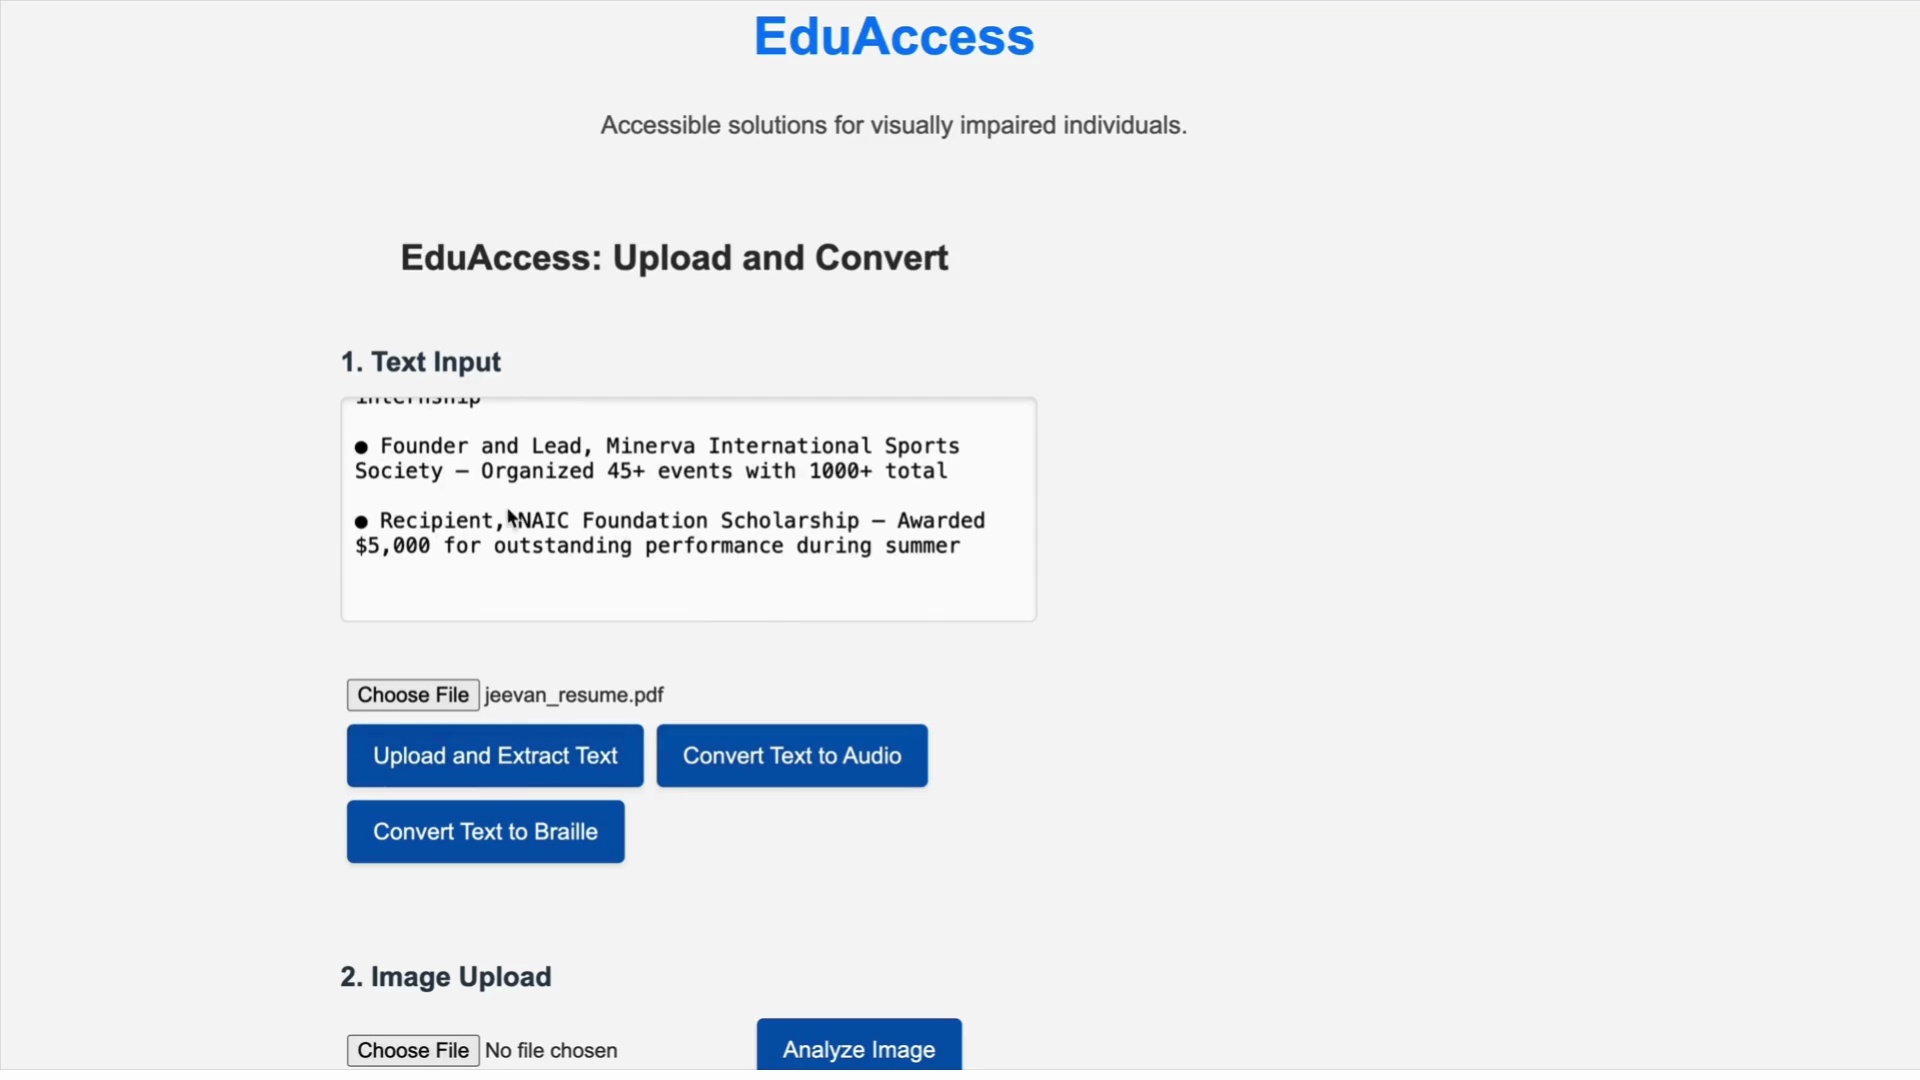 EduAccess
Accessible solutions for visually impaired individuals.
EduAccess: Upload and Convert
1. Text Input
internship
● Founder and Lead, Minerva International Sports
Society – Organized 45+ events with 1000+ total
● Recipient, NAIC Foundation Scholarship – Awarded
$5,000 for outstanding performance during summer
Choose File jeevan_resume.pdf
Upload and Extract Text Convert Text to Audio
Convert Text to Braille
2. Image Upload
Choose File No file chosen Analyze Image